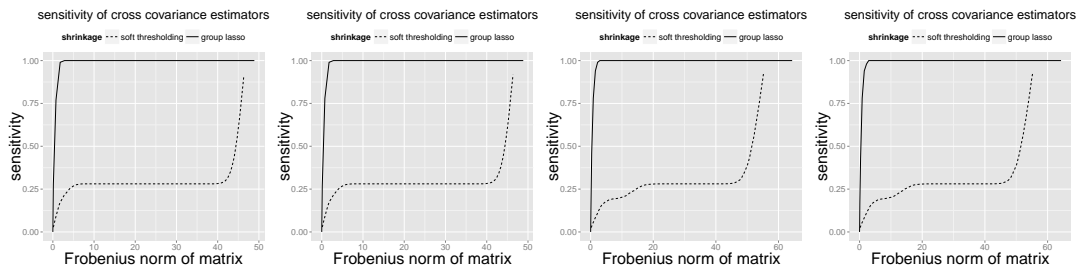 sensitivity of cross covariance estimators sensitivity of cross covariance estimators sensitivity of cross covariance estimators sensitivity of cross covariance estimators
shrinkage soft thresholding group lasso shrinkage soft thresholding group lasso shrinkage soft thresholding group lasso shrinkage soft thresholding group lasso
1.00 1.00 1.00 1.00
0.75 0.75 0.75 0.75
sensitivity sensitivity sensitivity sensitivity
0.50 0.50 0.50 0.50
0.25 0.25 0.25 0.25
0.00 0.00 0.00 0.00
0 10 20 30 40 50 0 10 20 30 40 50 0 20 40 60 0 20 40 60
Frobenius norm of matrix Frobenius norm of matrix Frobenius norm of matrix Frobenius norm of matrix